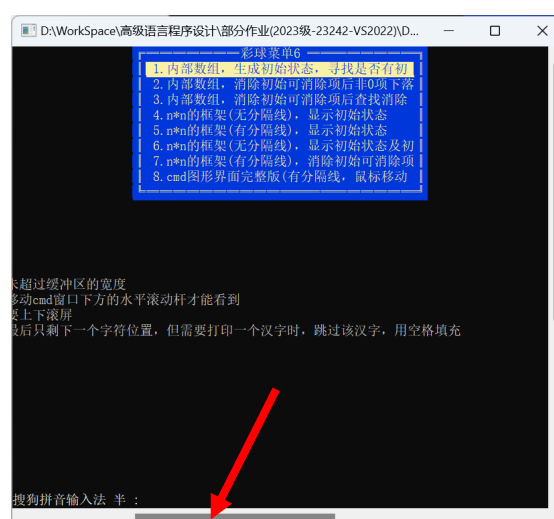 D:\WorkSpace\高级语言程序设计\部分作业(2023级-23242-VS2022)\D...
彩球菜单6
1.内部数组，生成初始状态，寻找是否有初
2.内部数组，消除初始可消除项后非0项下落
3.内部数组，消除初始可消除项后查找消除
4.n*n的框架(无分隔线)，显示初始状态
5.n*n的框架(有分隔线)，显示初始状态
6.n*n的框架(无分隔线)，显示初始状态及初
7.n*n的框架(有分隔线)，消除初始可消除项
8.cmd图形界面完整版(有分隔线，鼠标移动
未超过缓冲区的宽度
移动cmd窗口下方的水平滚动杆才能看到
要上下滚屏
最后只剩下一个字符位置，但需要打印一个汉字时，跳过该汉字，用空格填充
搜狗拼音输入法 半 :